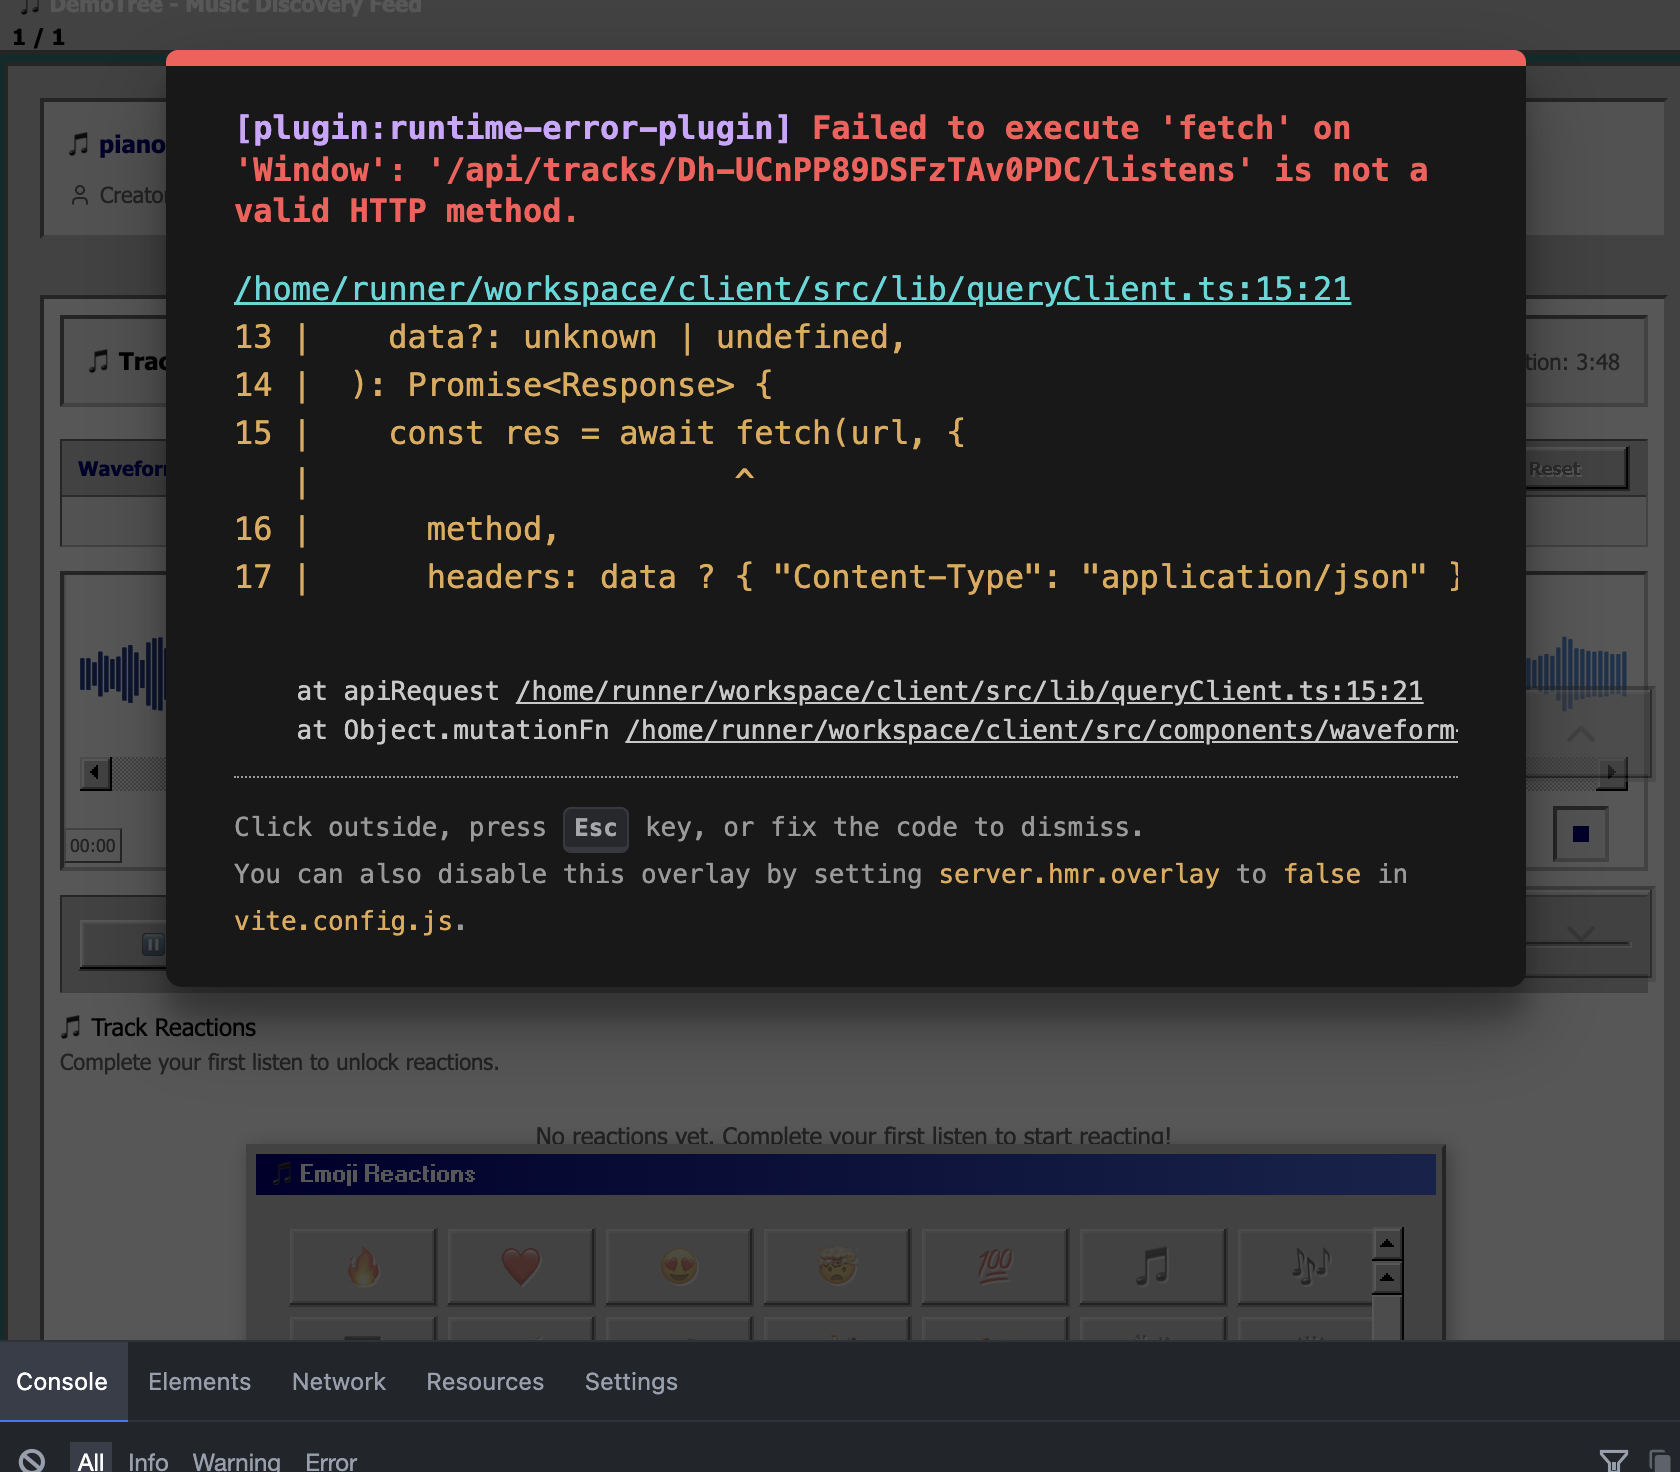 DemoTree - Music Discovery Feed
1 / 1
piano
Creator
[plugin:runtime-error-plugin] Failed to execute 'fetch' on
'Window': '/api/tracks/Dh-UCnPP89DSFzTAv0PDC/listens' is not a
valid HTTP method.
/home/runner/workspace/client/src/lib/queryClient.ts:15:21
13 |    data?: unknown | undefined,
14 |  ): Promise<Response> {
15 |    const res = await fetch(url, {
   |                      ^
16 |      method,
17 |      headers: data ? { "Content-Type": "application/json" }
at apiRequest /home/runner/workspace/client/src/lib/queryClient.ts:15:21
at Object.mutationFn /home/runner/workspace/client/src/components/waveform-
Click outside, press Esc key, or fix the code to dismiss.
You can also disable this overlay by setting server.hmr.overlay to false in
vite.config.js.
Trac
tion: 3:48
Waveform
Reset
00:00
Track Reactions
Complete your first listen to unlock reactions.
No reactions yet. Complete your first listen to start reacting!
Emoji Reactions
100
Console Elements Network Resources Settings
All Info Warning Error